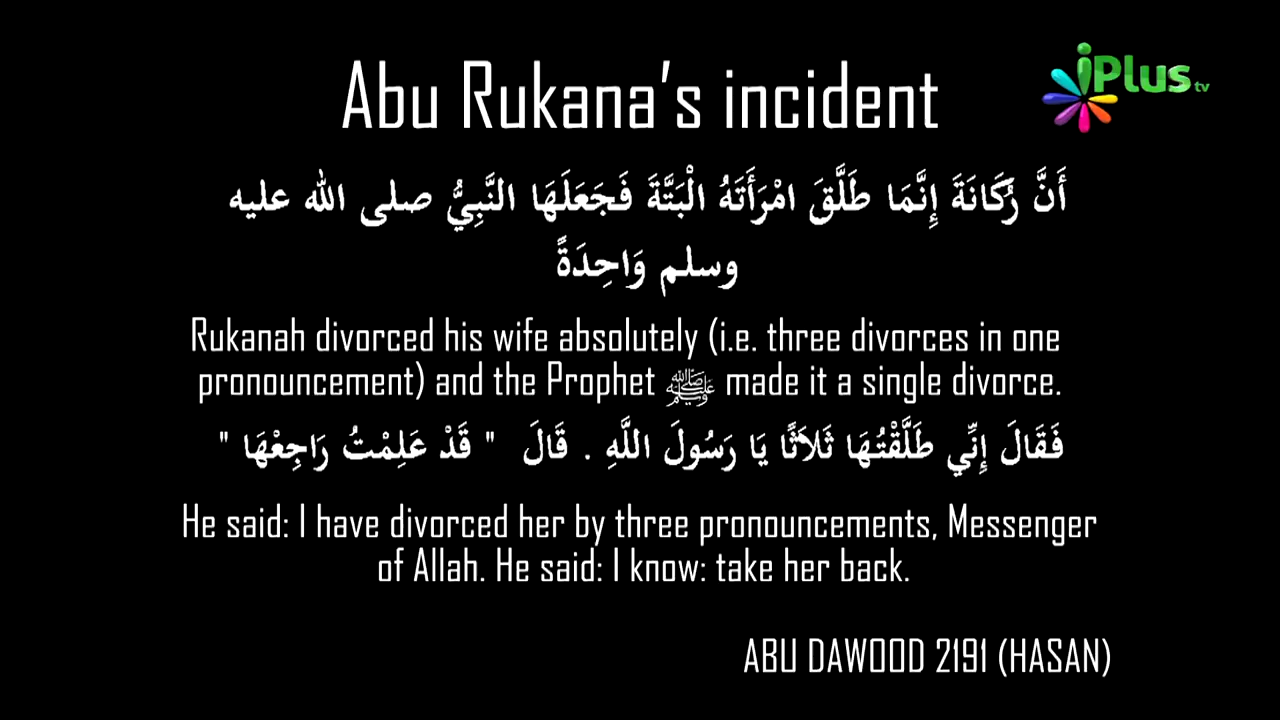 Abu Rukana's incident
iPlus tv
أَنَّ رُكَانَةَ إِنَّمَا طَلَّقَ امْرَأَتَهُ الْبَتَّةَ فَجَعَلَهَا النَّبِيُّ صلى الله عليه
وسلم وَاحِدَةً
Rukanah divorced his wife absolutely (i.e. three divorces in one
pronouncement) and the Prophet ﷺ made it a single divorce.
فَقَالَ إِنِّي طَلَّقْتُهَا ثَلاَثًا يَا رَسُولَ اللَّهِ . قَالَ " قَدْ عَلِمْتُ رَاجِعْهَا "
He said: I have divorced her by three pronouncements, Messenger
of Allah. He said: I know: take her back.
ABU DAWOOD 2191 (HASAN)